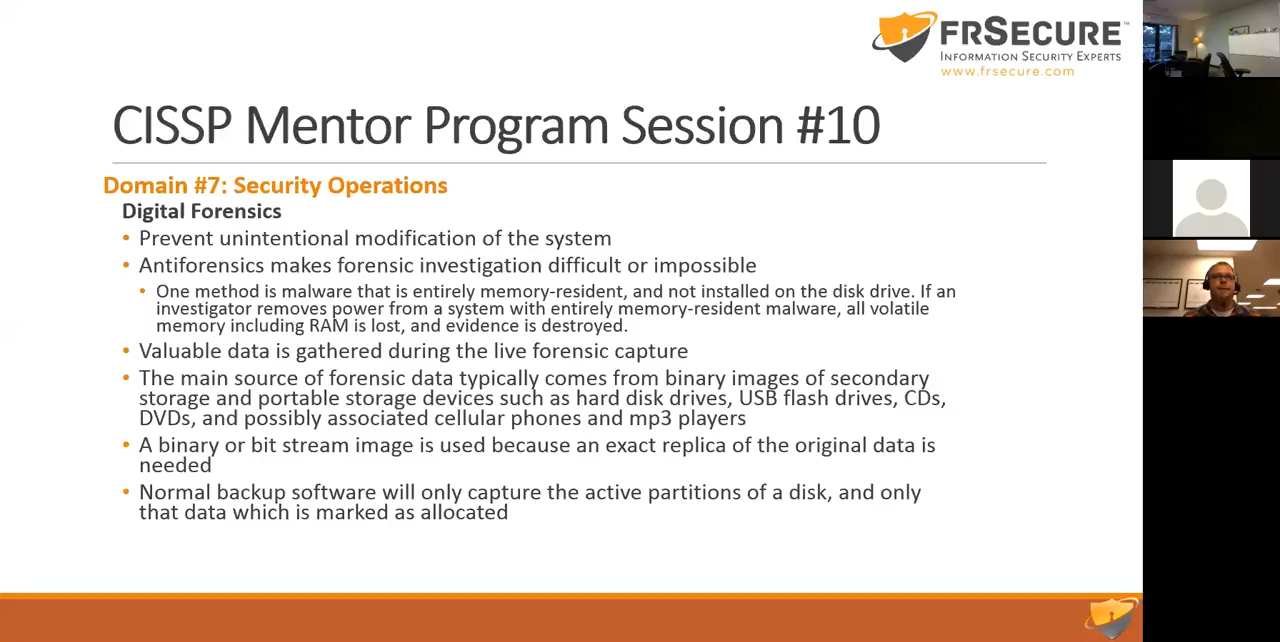 FRSECURE™
INFORMATION SECURITY EXPERTS
www.frsecure.com
CISSP Mentor Program Session #10
Domain #7: Security Operations
Digital Forensics
• Prevent unintentional modification of the system
• Antiforensics makes forensic investigation difficult or impossible
• One method is malware that is entirely memory-resident, and not installed on the disk drive. If an
investigator removes power from a system with entirely memory-resident malware, all volatile
memory including RAM is lost, and evidence is destroyed.
• Valuable data is gathered during the live forensic capture
• The main source of forensic data typically comes from binary images of secondary
storage and portable storage devices such as hard disk drives, USB flash drives, CDs,
DVDs, and possibly associated cellular phones and mp3 players
• A binary or bit stream image is used because an exact replica of the original data is
needed
• Normal backup software will only capture the active partitions of a disk, and only
that data which is marked as allocated